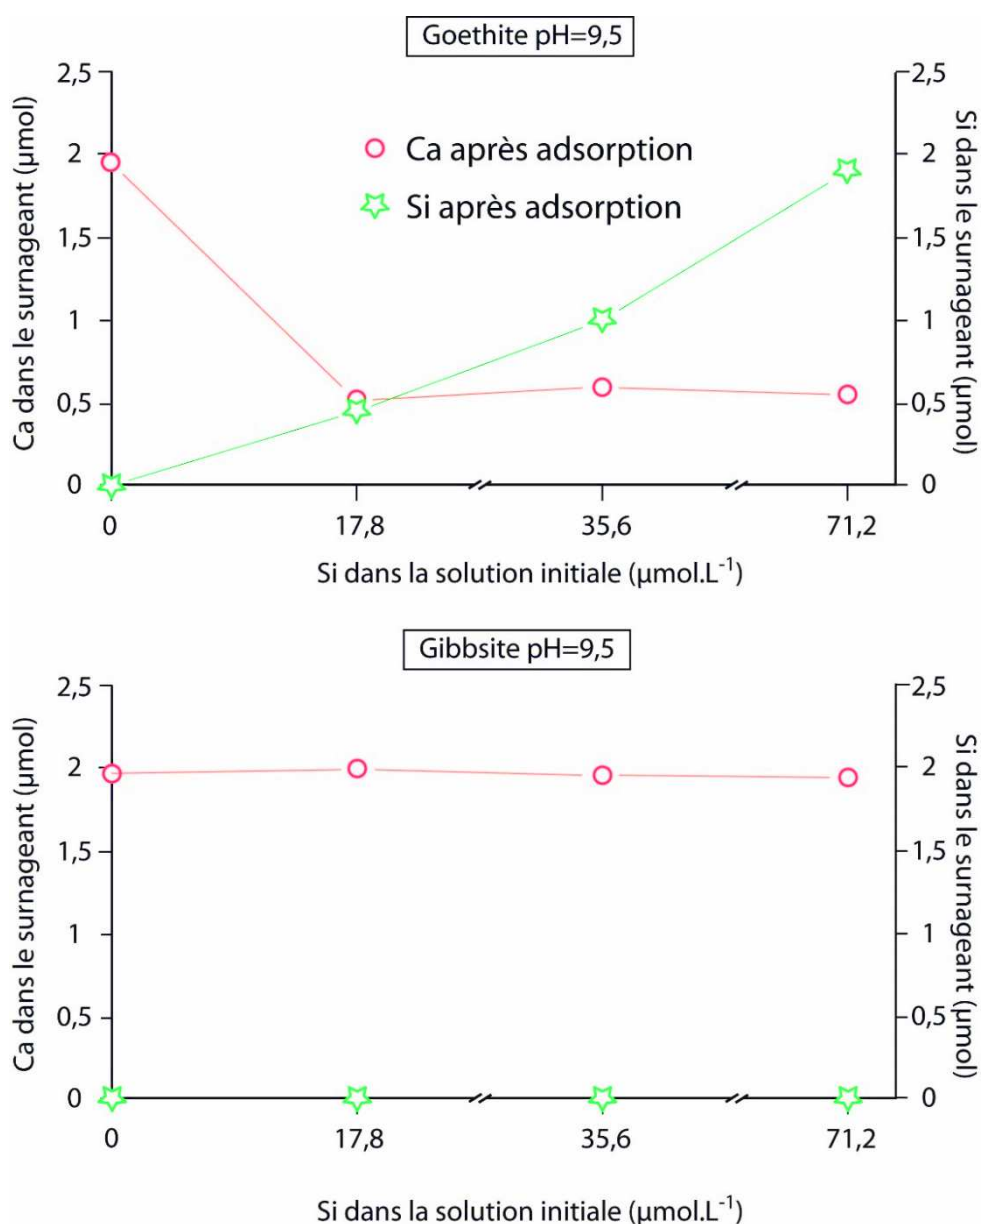 Goethite pH=9,5
2,5
2
1,5
1
0,5
0
Ca dans le surnageant (µmol)
Ca après adsorption
Si après adsorption
2,5
2
1,5
1
0,5
0
Si dans le surnageant (µmol)
0 17,8 35,6 71,2
Si dans la solution initiale (µmol.L⁻¹)
Gibbsite pH=9,5
2,5
2
1,5
1
0,5
0
Ca dans le surnageant (µmol)
2,5
2
1,5
1
0,5
0
Si dans le surnageant (µmol)
0 17,8 35,6 71,2
Si dans la solution initiale (µmol.L⁻¹)